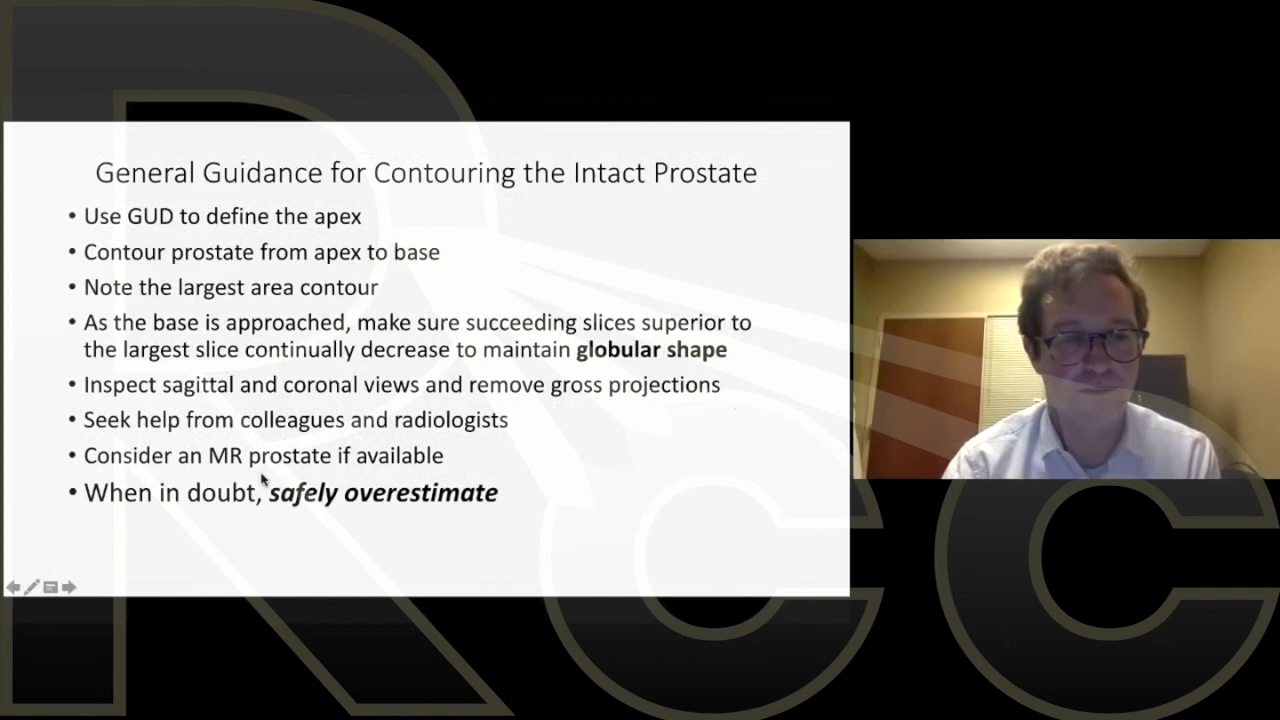 General Guidance for Contouring the Intact Prostate
• Use GUD to define the apex
• Contour prostate from apex to base
• Note the largest area contour
• As the base is approached, make sure succeeding slices superior to
the largest slice continually decrease to maintain globular shape
• Inspect sagittal and coronal views and remove gross projections
• Seek help from colleagues and radiologists
• Consider an MR prostate if available
• When in doubt, safely overestimate
RCC